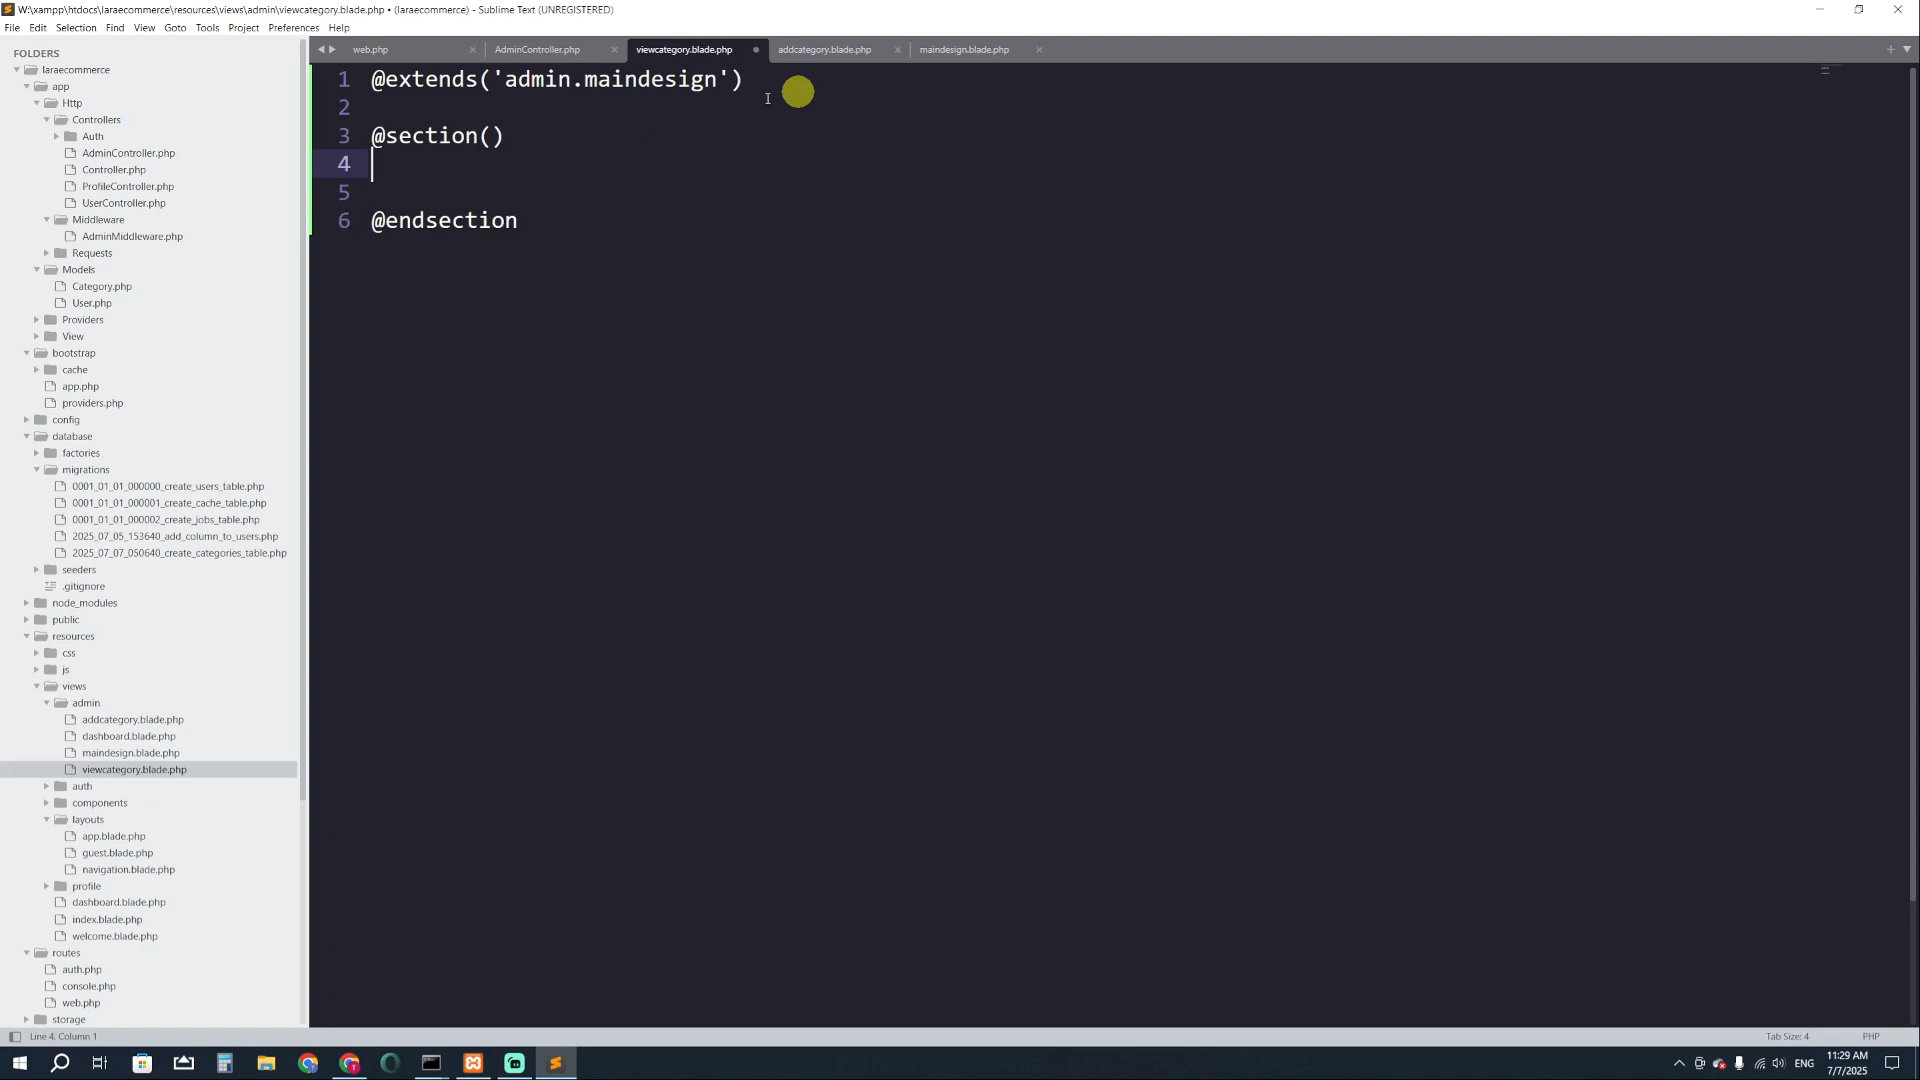 W:\xampp\htdocs\laraecommerce\resources\views\admin\viewcategory.blade.php • (laraecommerce) - Sublime Text (UNREGISTERED)
File Edit Selection Find View Goto Tools Project Preferences Help
FOLDERS
laraecommerce
app
Http
Controllers
Auth
AdminController.php
Controller.php
ProfileController.php
UserController.php
Middleware
AdminMiddleware.php
Requests
Models
Category.php
User.php
Providers
View
bootstrap
cache
app.php
providers.php
config
database
factories
migrations
0001_01_01_000000_create_users_table.php
0001_01_01_000001_create_cache_table.php
0001_01_01_000002_create_jobs_table.php
2025_07_05_153640_add_column_to_users.php
2025_07_07_050640_create_categories_table.php
seeders
.gitignore
node_modules
public
resources
css
js
views
admin
addcategory.blade.php
dashboard.blade.php
maindesign.blade.php
viewcategory.blade.php
auth
components
layouts
app.blade.php
guest.blade.php
navigation.blade.php
profile
dashboard.blade.php
index.blade.php
welcome.blade.php
routes
auth.php
console.php
web.php
storage
web.php AdminController.php viewcategory.blade.php addcategory.blade.php maindesign.blade.php
1 @extends('admin.maindesign')
2
3 @section()
4
5
6 @endsection
Line 4, Column 1 Tab Size: 4 PHP
ENG 11:29 AM
7/7/2025